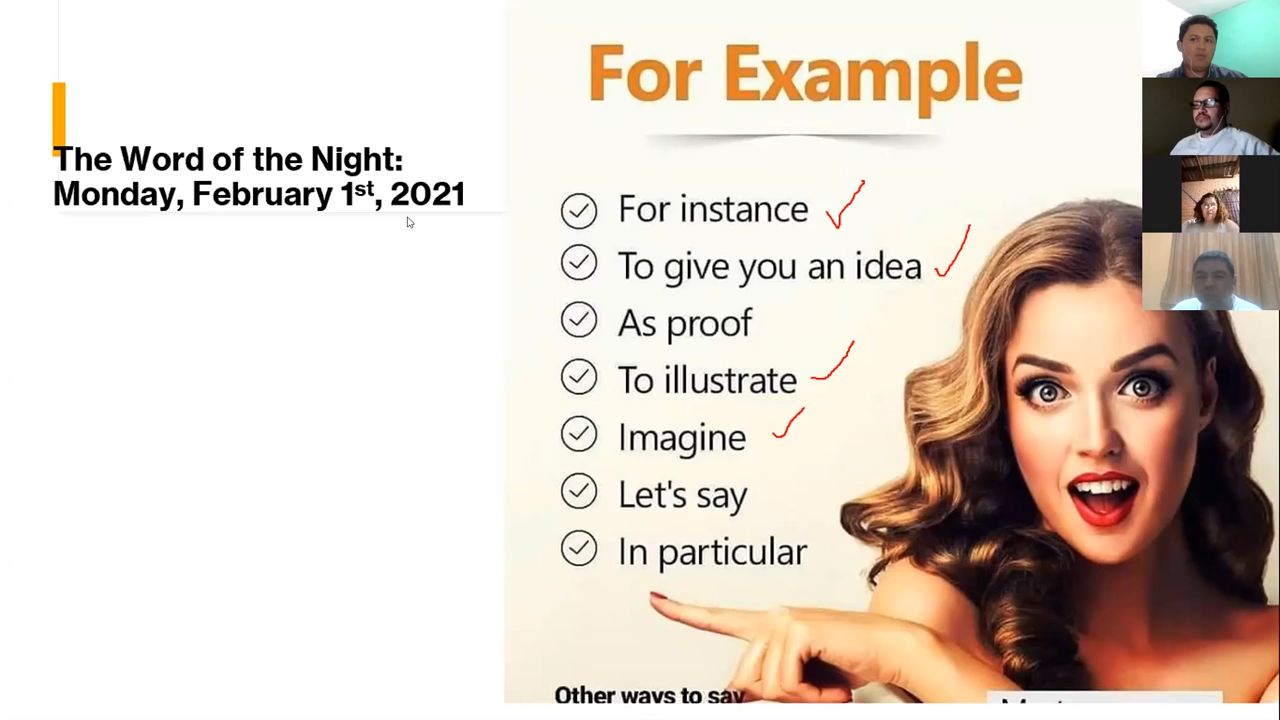 The Word of the Night:
Monday, February 1st, 2021
For Example
For instance
To give you an idea
As proof
To illustrate
Imagine
Let's say
In particular
Other ways to say